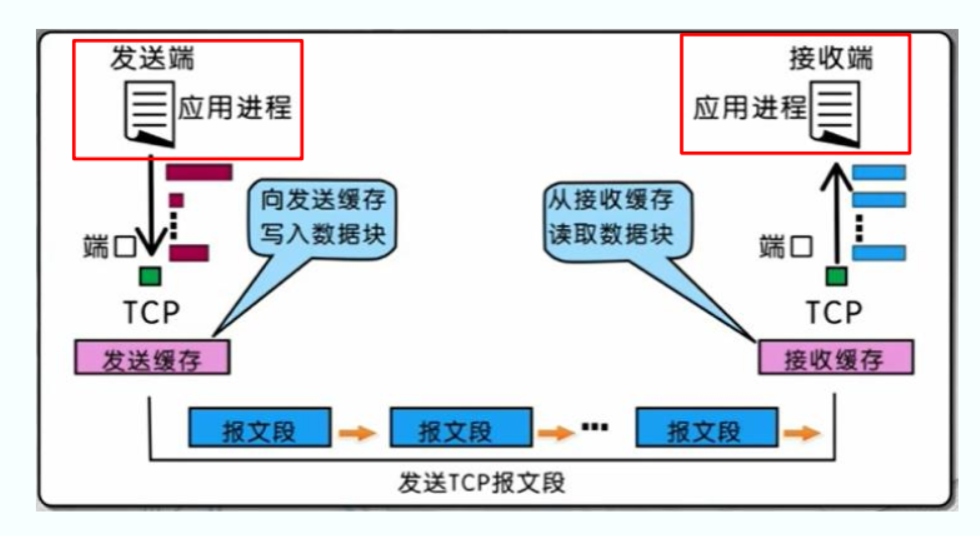 发送端
应用进程
接收端
应用进程
向发送缓存
写入数据块
从接收缓存
读取数据块
端口
端口
TCP
TCP
发送缓存
接收缓存
报文段
报文段
报文段
发送TCP报文段